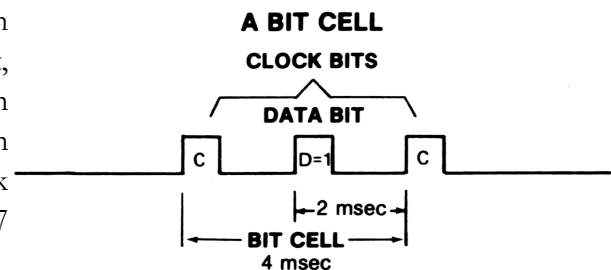 A BIT CELL
CLOCK BITS
DATA BIT
C D=1 C
2 msec
BIT CELL
4 msec